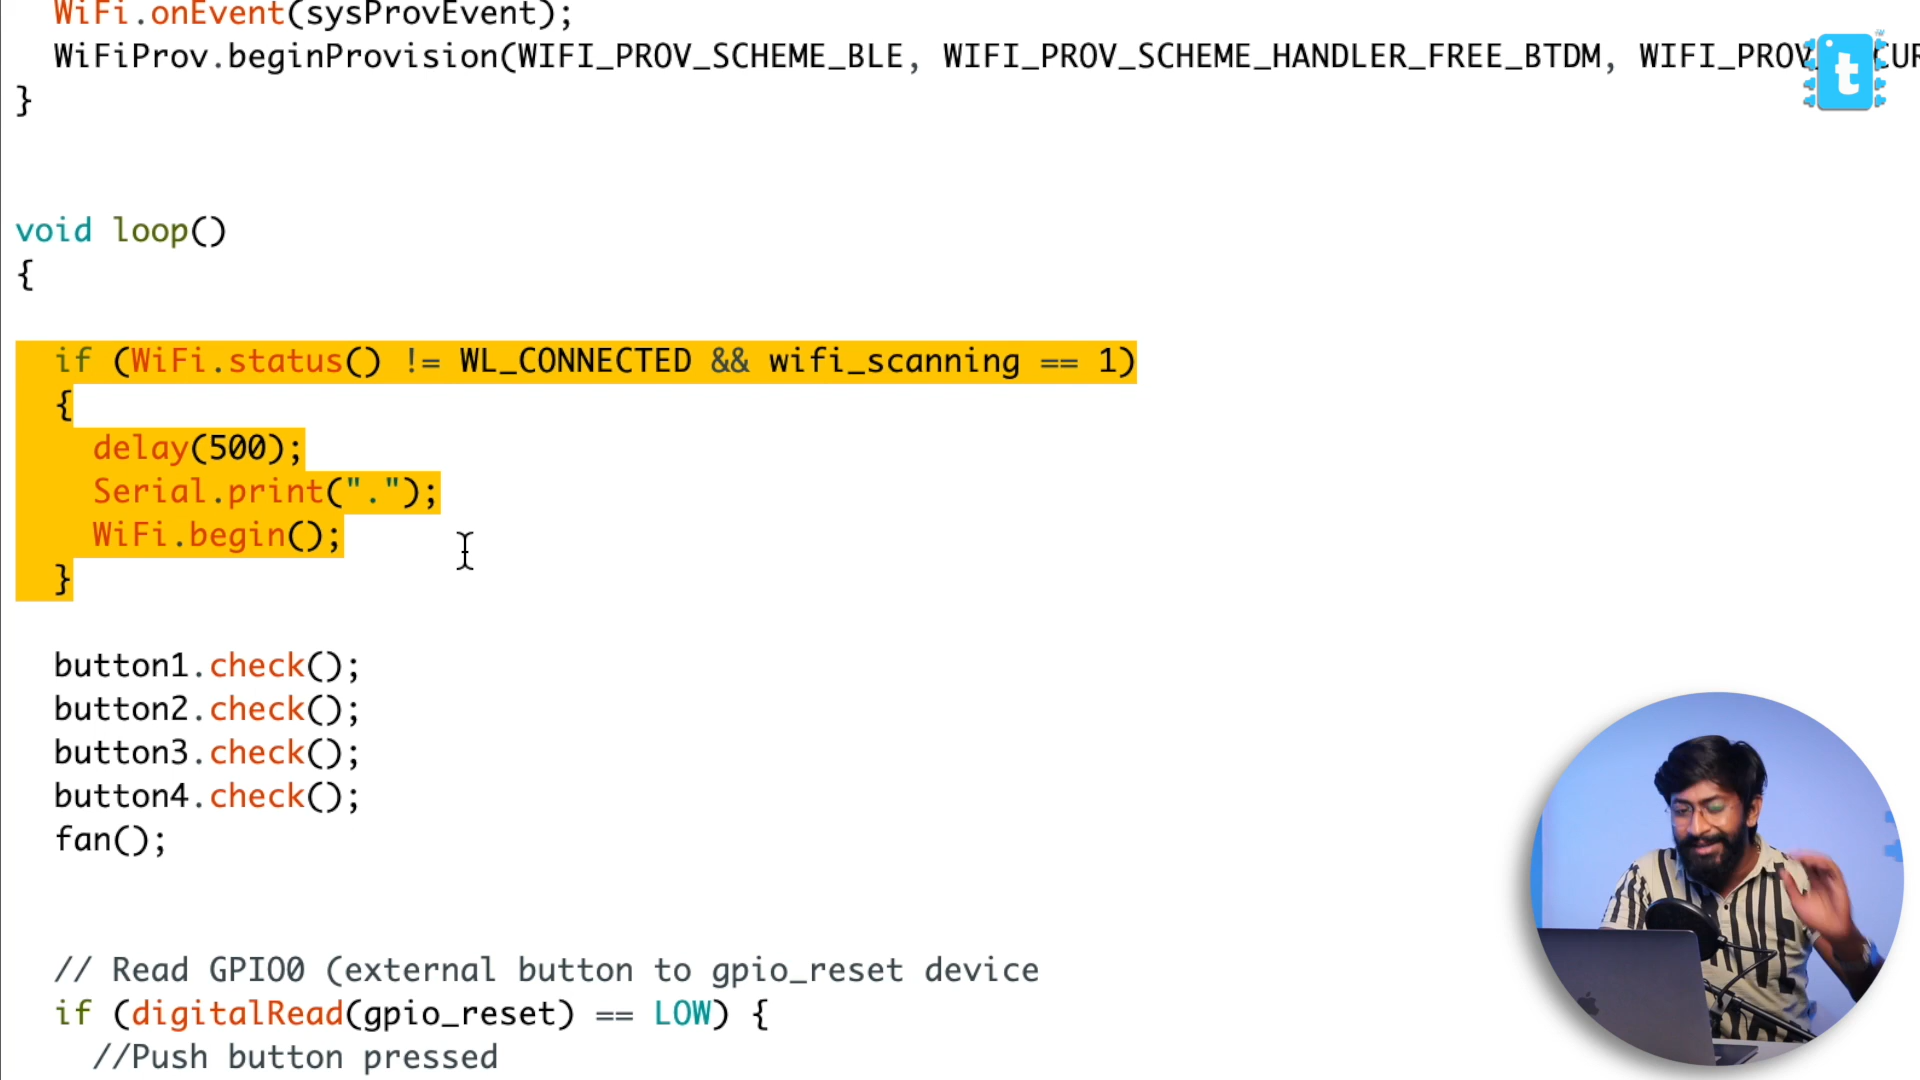 WiFi.onEvent(sysProvEvent);
WiFiProv.beginProvision(WIFI_PROV_SCHEME_BLE, WIFI_PROV_SCHEME_HANDLER_FREE_BTDM,
}
void loop()
{
if (WiFi.status() != WL_CONNECTED && wifi_scanning == 1)
{
delay(500);
Serial.print(".");
WiFi.begin();
}
button1.check();
button2.check();
button3.check();
button4.check();
fan();
// Read GPIO0 (external button to gpio_reset device
if (digitalRead(gpio_reset) == LOW) {
//Push button pressed
t